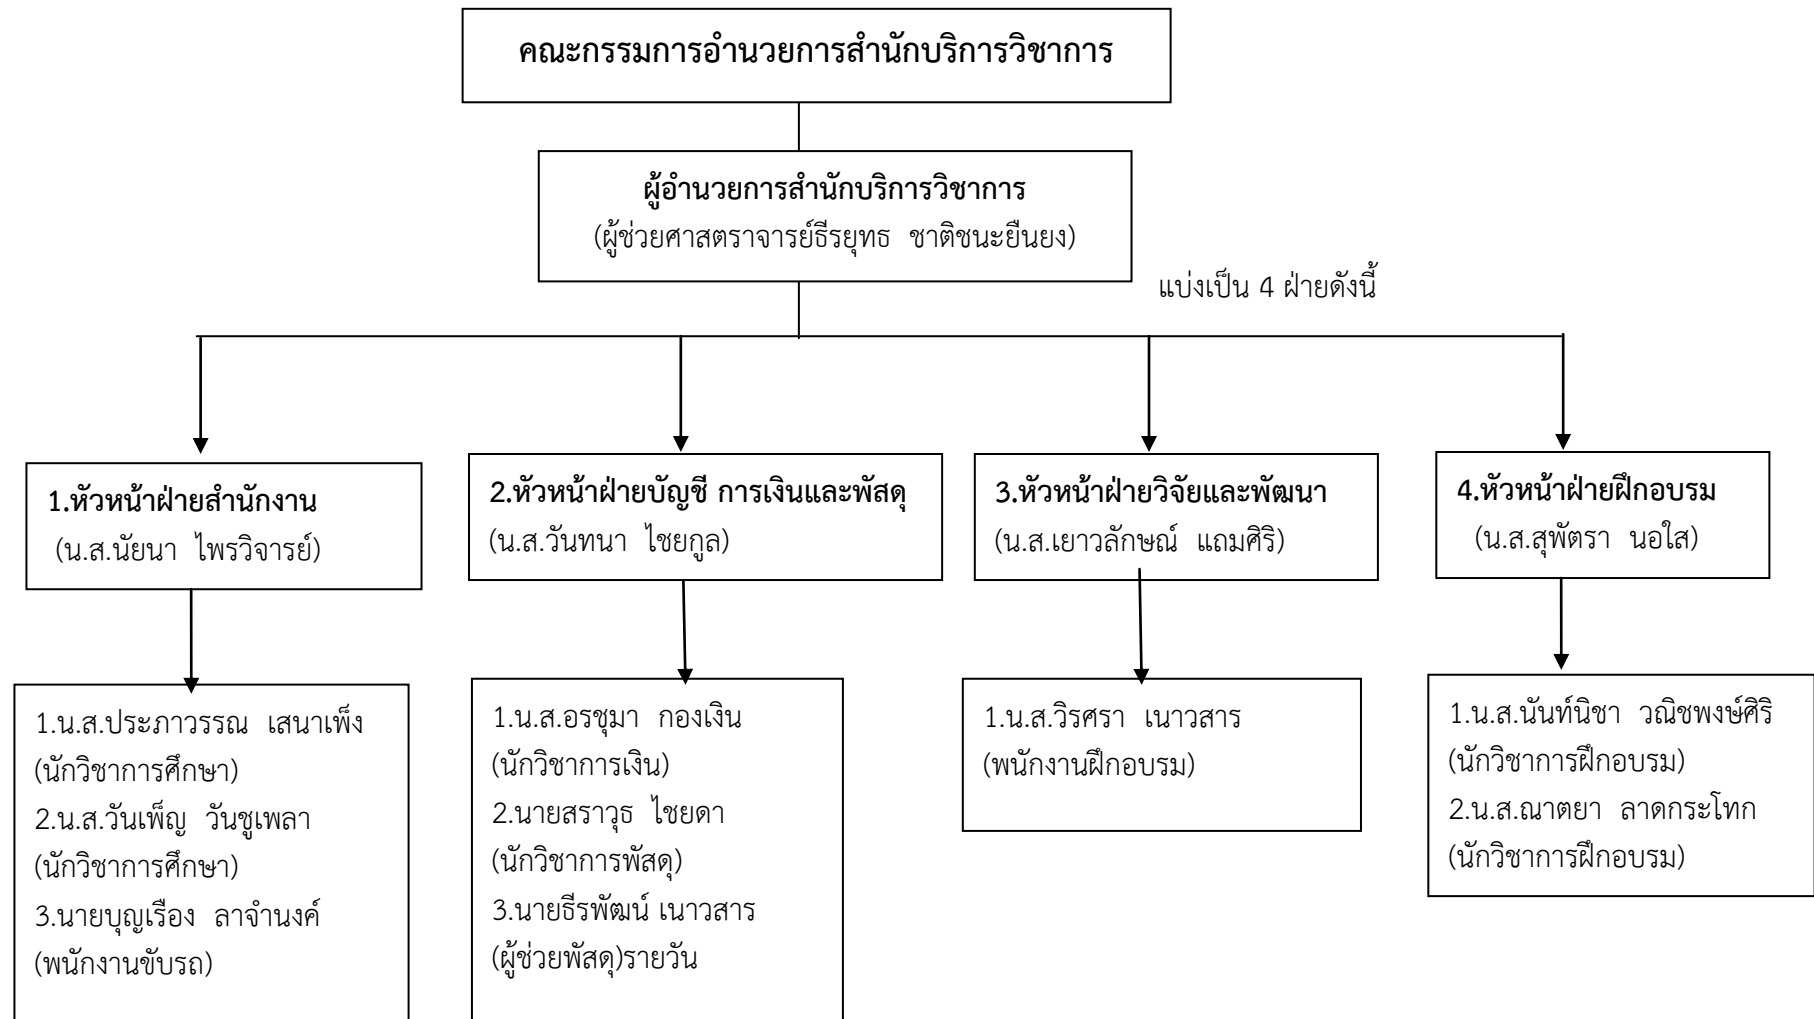 คณะกรรมการอำนวยการสำนักบริการวิชาการ
ผู้อำนวยการสำนักบริการวิชาการ
(ผู้ช่วยศาสตราจารย์ธีรยุทธ ชาติชนะยืนยง)
แบ่งเป็น 4 ฝ่ายดังนี้
1.หัวหน้าฝ่ายสำนักงาน
(น.ส.นัยนา ไพรวิจารย์)
2.หัวหน้าฝ่ายบัญชี การเงินและพัสดุ
(น.ส.วันทนา ไชยกูล)
3.หัวหน้าฝ่ายวิจัยและพัฒนา
(น.ส.เยาวลักษณ์ แถมศิริ)
4.หัวหน้าฝ่ายฝึกอบรม
(น.ส.สุพัตรา นอใส)
1.น.ส.ประภาวรรณ เสนาเพ็ง
(นักวิชาการศึกษา)
2.น.ส.วันเพ็ญ วันชูเพลา
(นักวิชาการศึกษา)
3.นายบุญเรือง ลาจำนงค์
(พนักงานขับรถ)
1.น.ส.อรชุมา กองเงิน
(นักวิชาการเงิน)
2.นายสราวุธ ไชยดา
(นักวิชาการพัสดุ)
3.นายธีรพัฒน์ เนาวสาร
(ผู้ช่วยพัสดุ)รายวัน
1.น.ส.วิรศรา เนาวสาร
(พนักงานฝึกอบรม)
1.น.ส.นันท์นิชา วณิชพงษ์ศิริ
(นักวิชาการฝึกอบรม)
2.น.ส.ณาตยา ลาดกระโทก
(นักวิชาการฝึกอบรม)